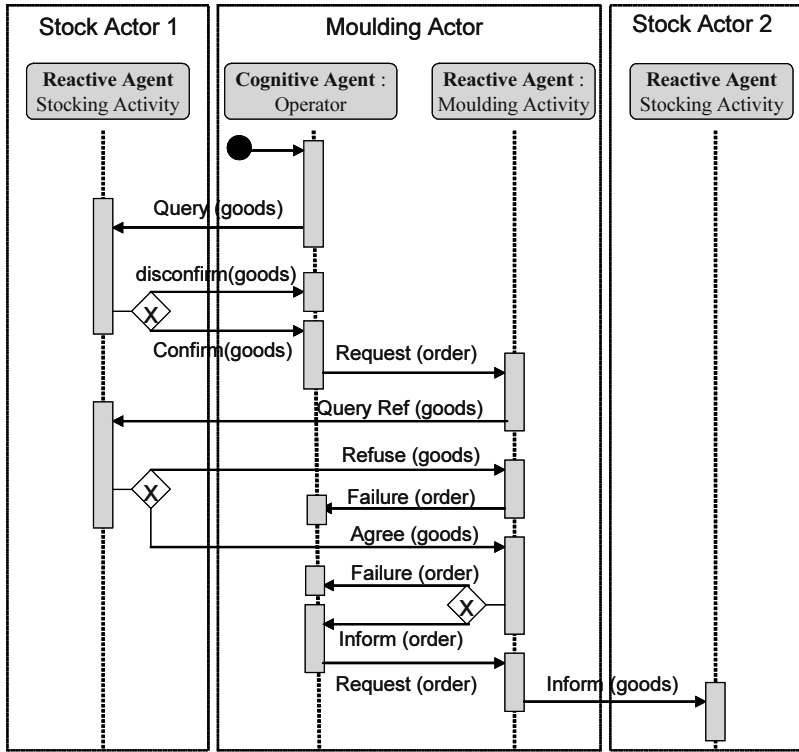 Stock Actor 1
Moulding Actor
Stock Actor 2
Reactive Agent
Stocking Activity
Cognitive Agent :
Operator
Reactive Agent :
Moulding Activity
Reactive Agent
Stocking Activity
Query (goods)
disconfirm(goods)
X
Confirm(goods)
Request (order)
Query Ref (goods)
Refuse (goods)
X
Failure (order)
Agree (goods)
Failure (order)
X
Inform (order)
Request (order)
Inform (goods)